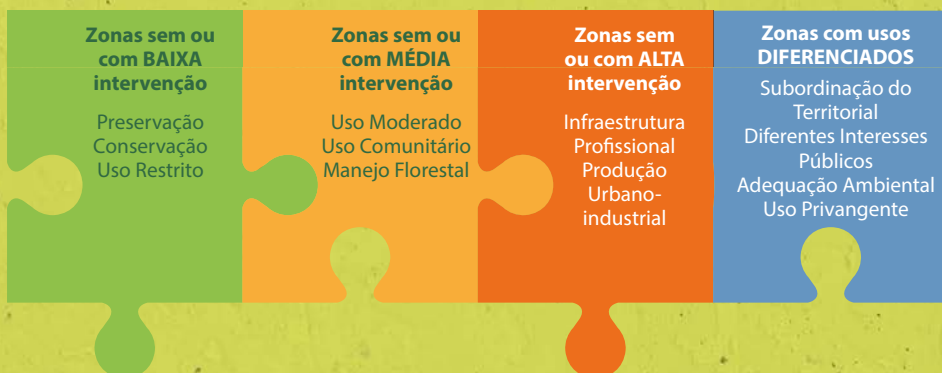 Zonas sem ou
com BAIXA
intervenção
Preservação
Conservação
Uso Restrito
Zonas sem ou
com MÉDIA
intervenção
Uso Moderado
Uso Comunitário
Manejo Florestal
Zonas sem
ou com ALTA
intervenção
Infraestrutura
Profissional
Produção
Urbano-
industrial
Zonas com usos
DIFERENCIADOS
Subordinação do
Territorial
Diferentes Interesses
Públicos
Adequação Ambiental
Uso Privangente